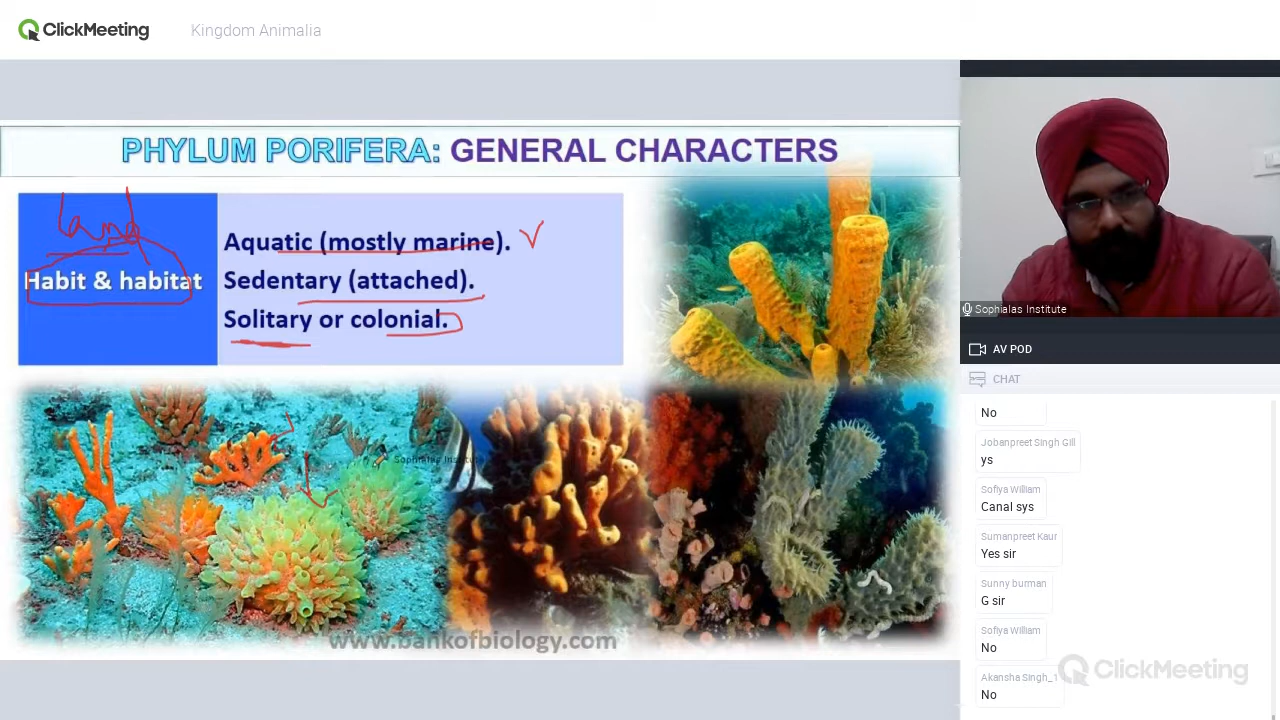 ClickMeeting
Kingdom Animalia
PHYLUM PORIFERA: GENERAL CHARACTERS
land
Habit & habitat
Aquatic (mostly marine).
Sedentary (attached).
Solitary or colonial.
www.bankofbiology.com
Sophialas Institute
AV POD
CHAT
No
Jobanpreet Singh Gill
ys
Sofiya William
Canal sys
Sumanpreet Kaur
Yes sir
Sunny burman
G sir
Sofiya William
No
Akansha Singh_1
No
ClickMeeting